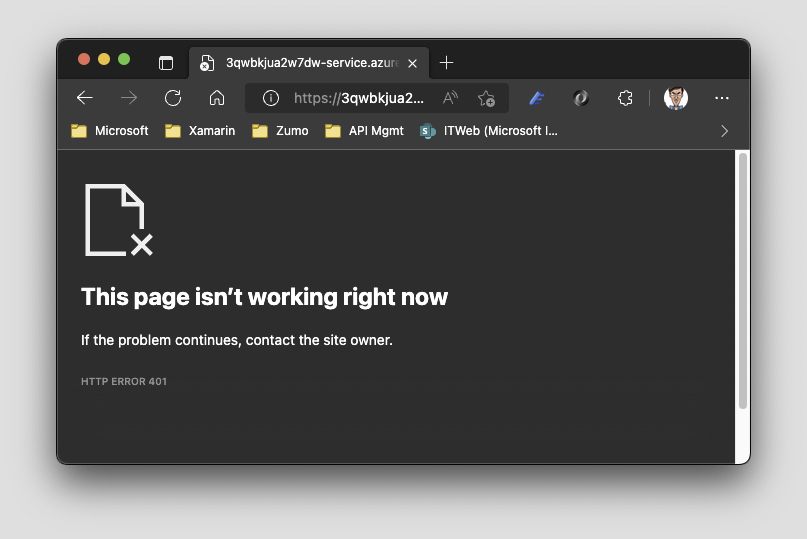 3qwbkjua2w7dw-service.azure
https://3qwbkjua2...
Microsoft Xamarin Zumo API Mgmt ITWeb (Microsoft I...
This page isn’t working right now
If the problem continues, contact the site owner.
HTTP ERROR 401